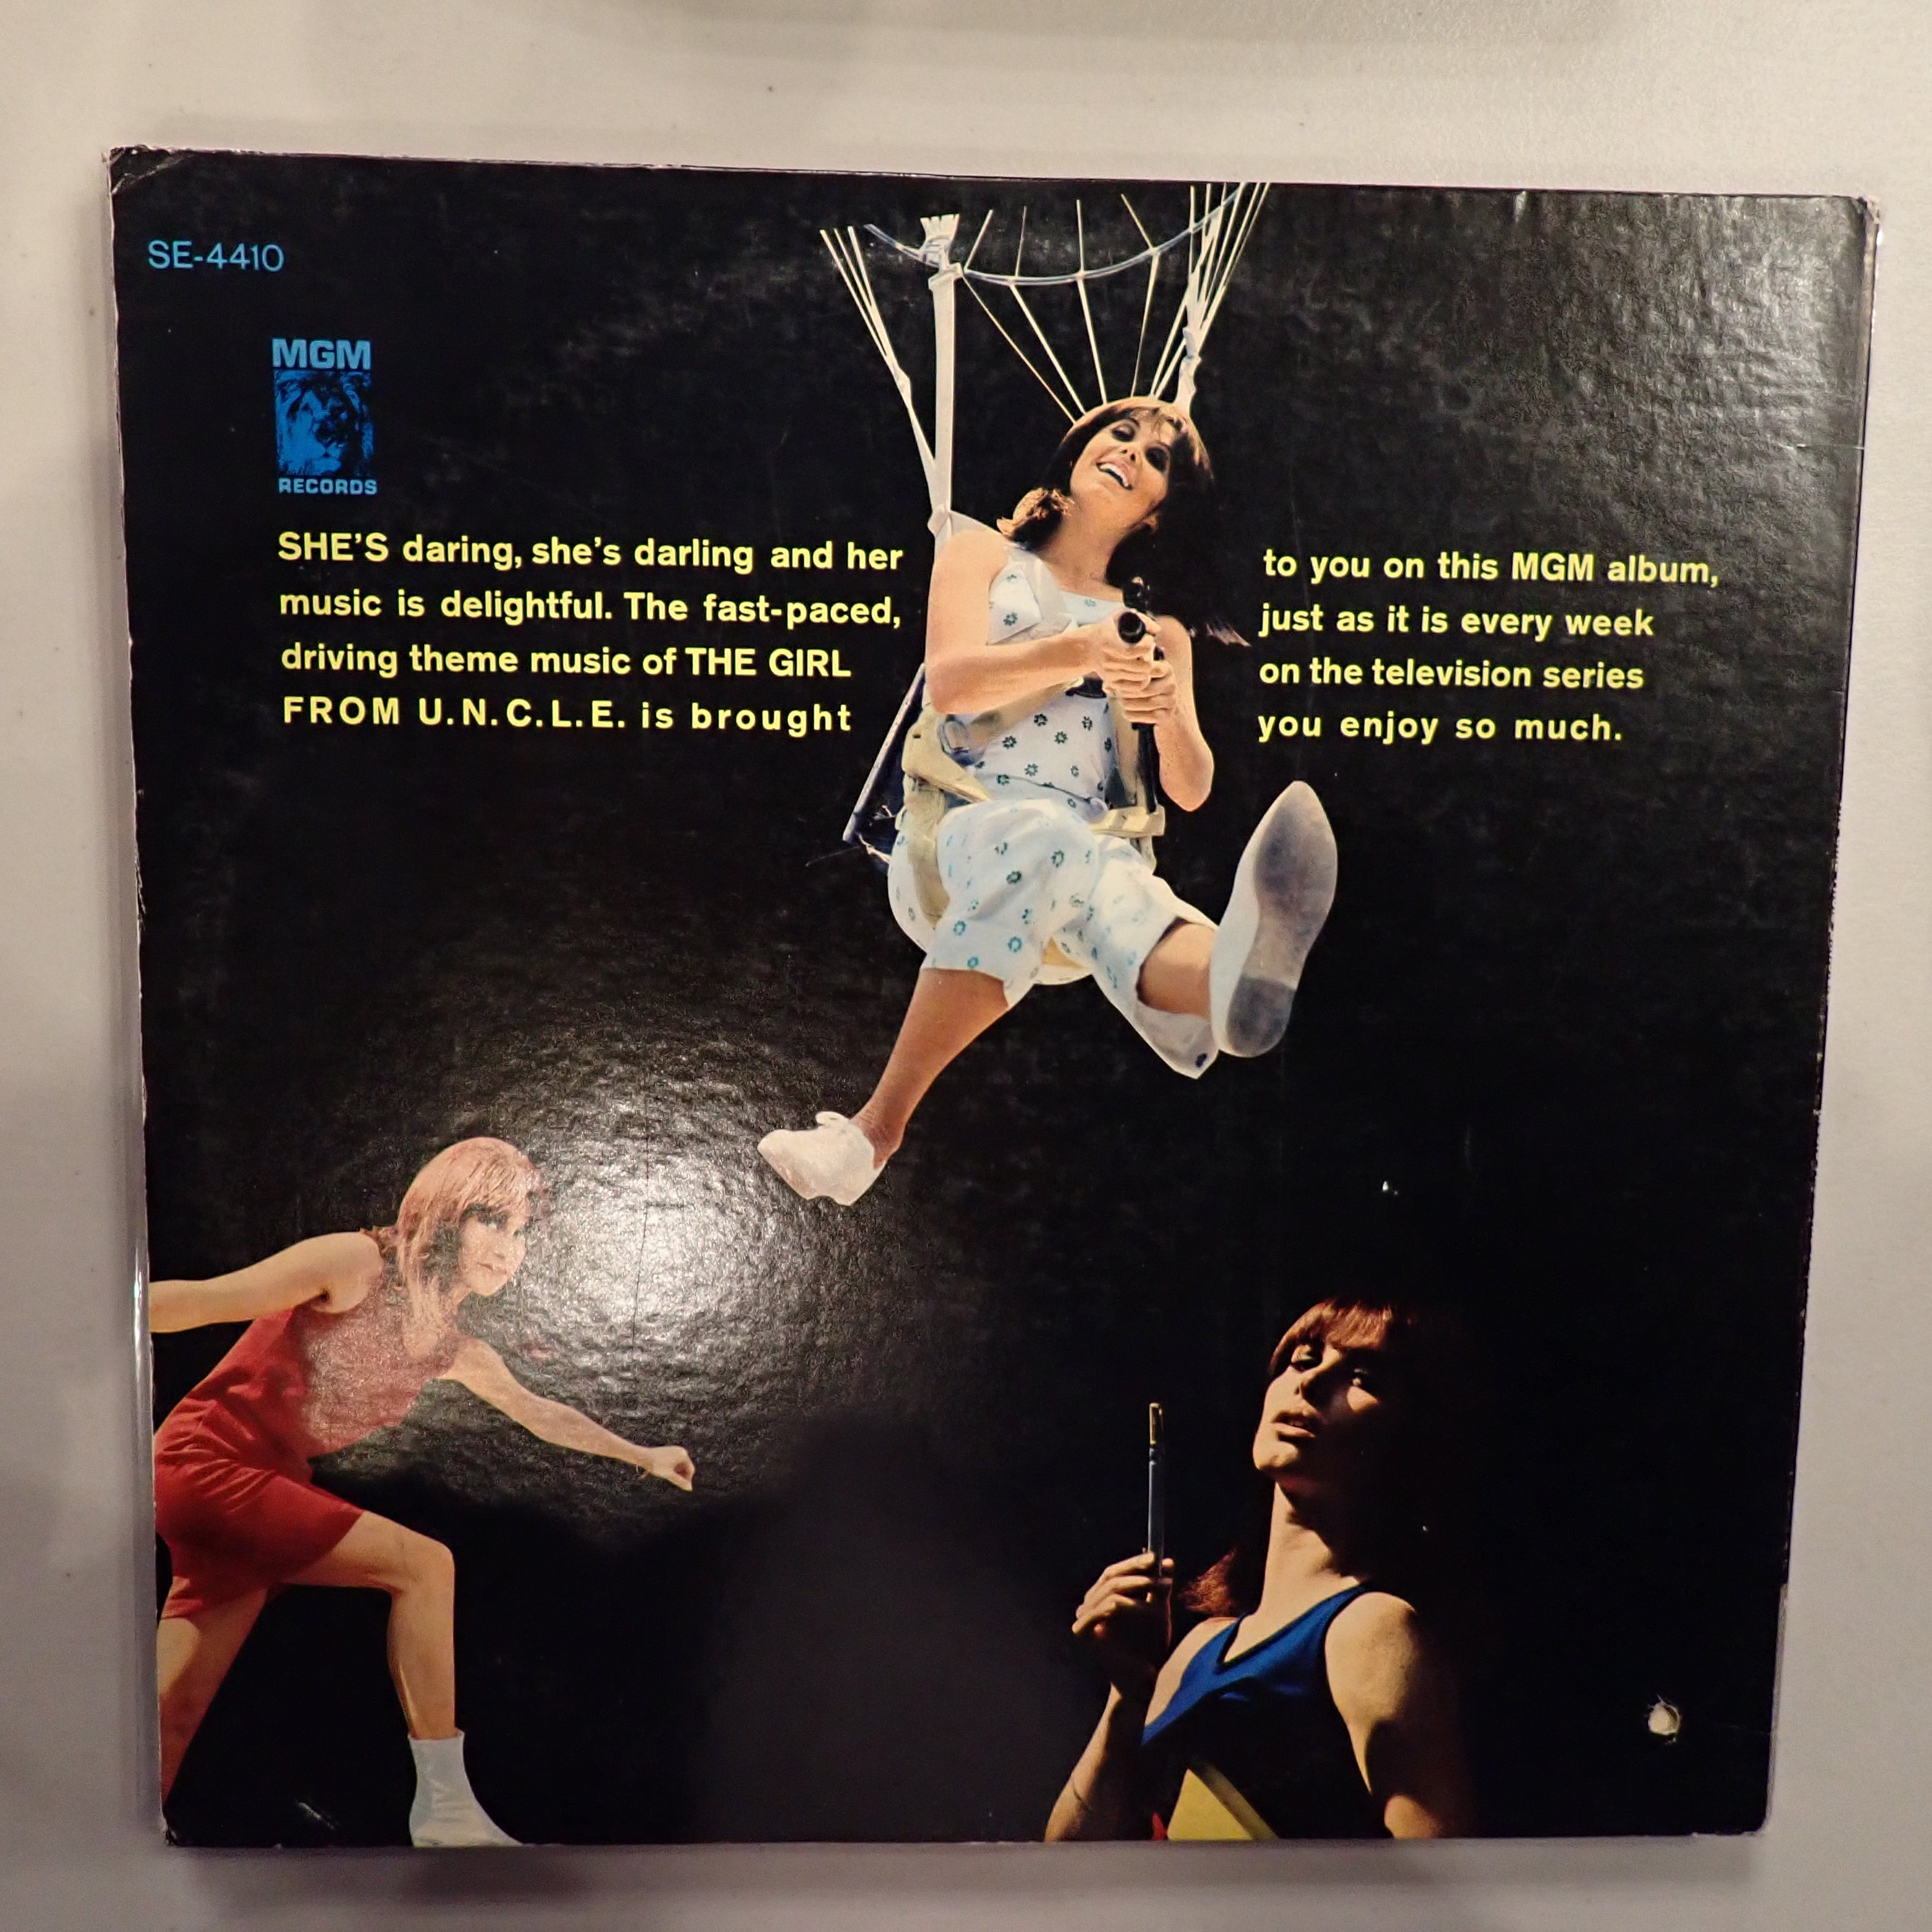 SE-4410
MGM
RECORDS
SHE'S daring, she's darling and her
music is delightful. The fast-paced,
driving theme music of THE GIRL
FROM U.N.C.L.E. is brought
to you on this MGM album,
just as it is every week
on the television series
you enjoy so much.